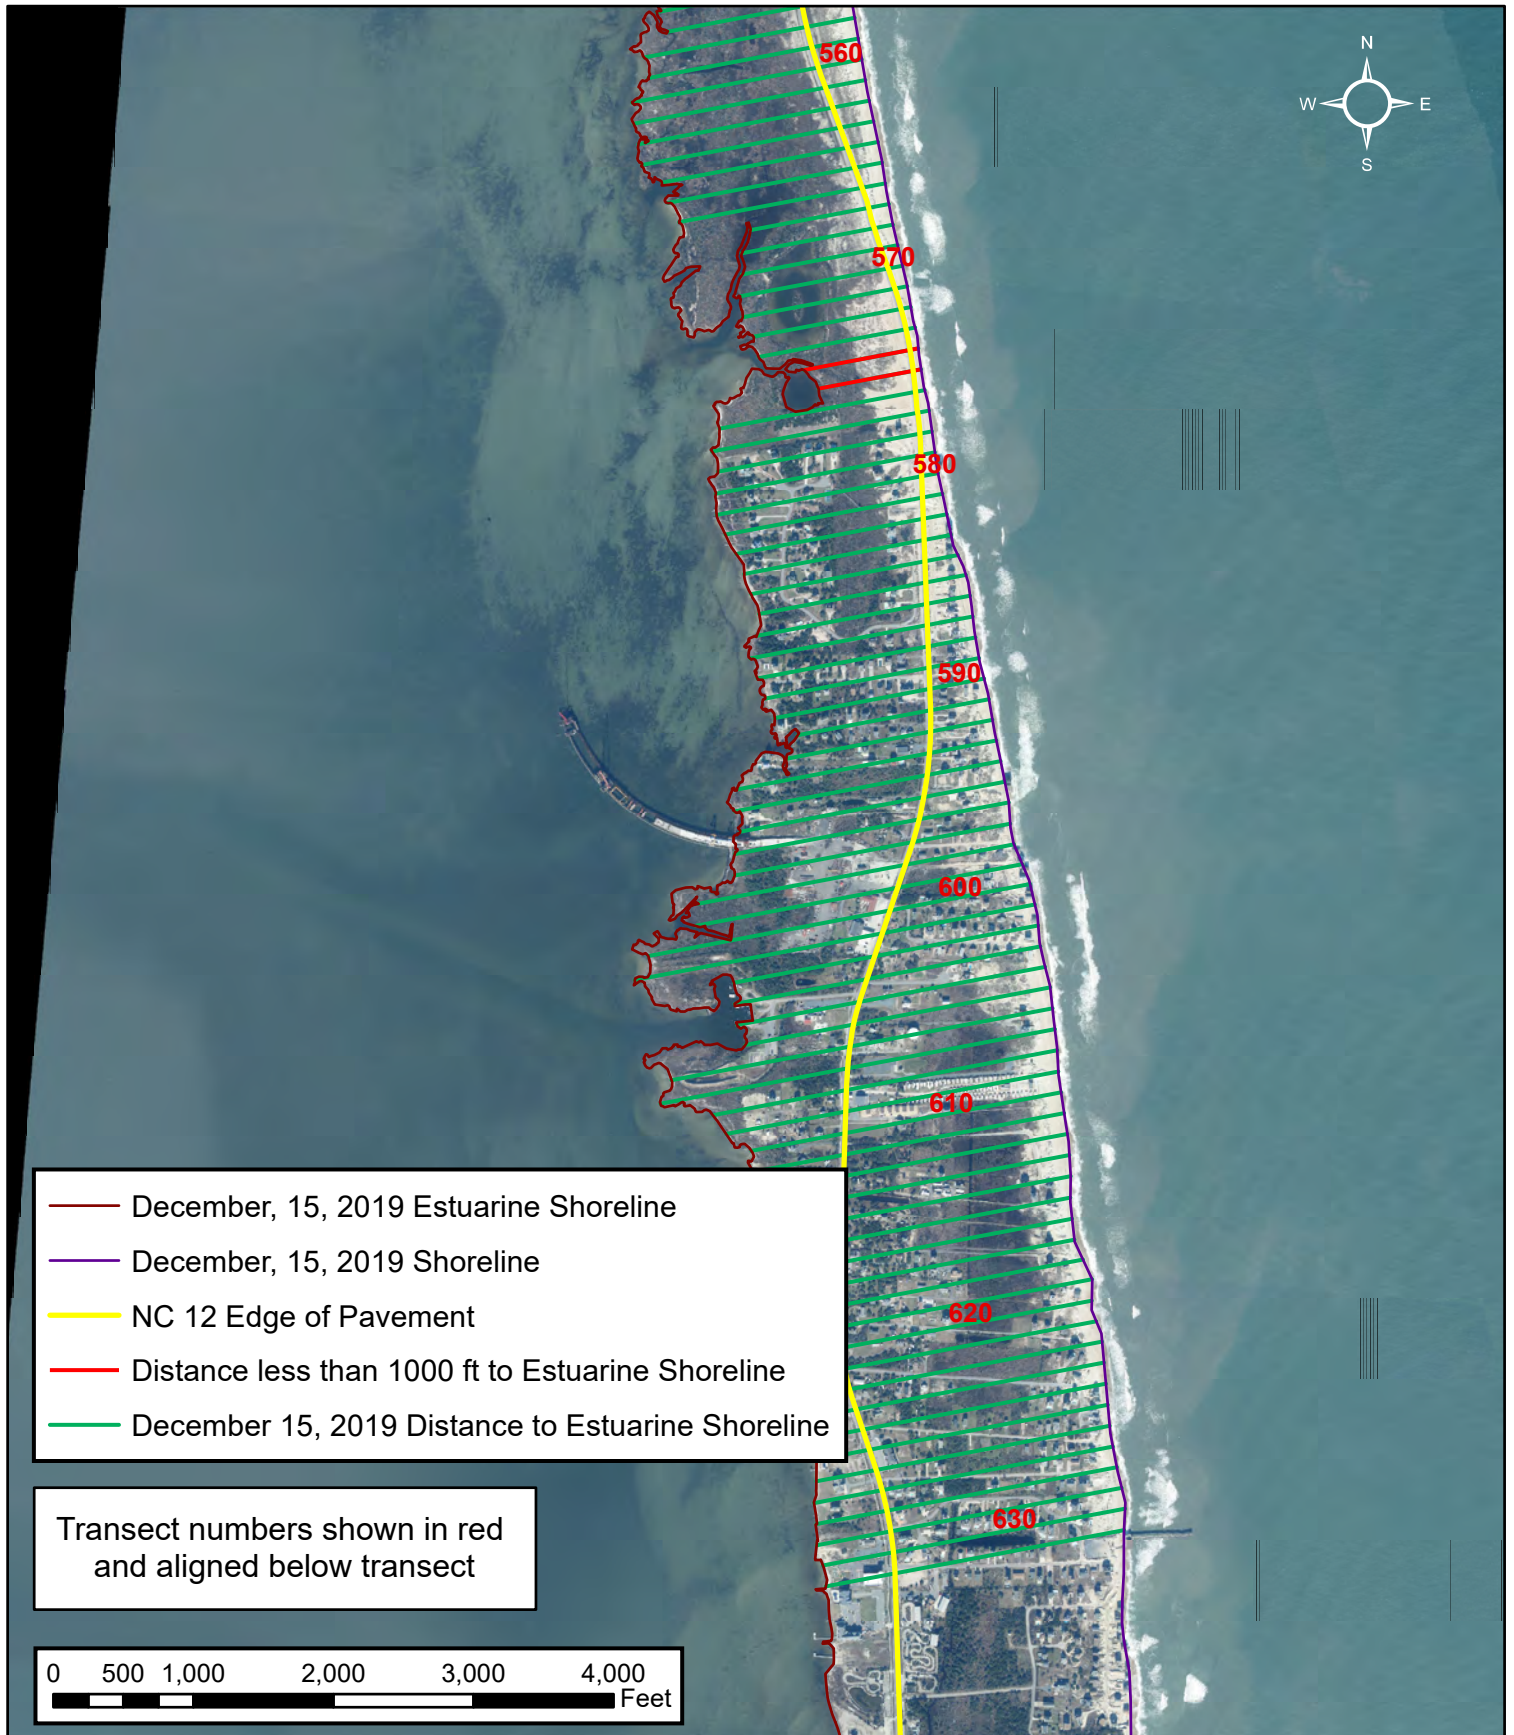 560
N
W
E
S
570
580
590
600
610
620
630
December, 15, 2019 Estuarine Shoreline
December, 15, 2019 Shoreline
NC 12 Edge of Pavement
Distance less than 1000 ft to Estuarine Shoreline
December 15, 2019 Distance to Estuarine Shoreline
Transect numbers shown in red
and aligned below transect
0 500 1,000 2,000 3,000 4,000
Feet